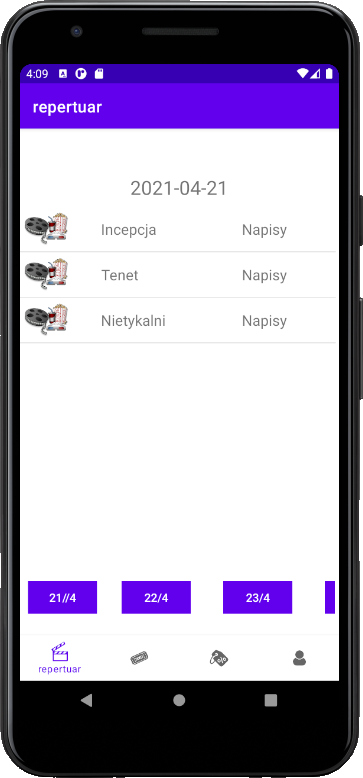 4:09
repertuar
2021-04-21
Incepcja Napisy
Tenet Napisy
Nietykalni Napisy
21//4 22/4 23/4
repertuar